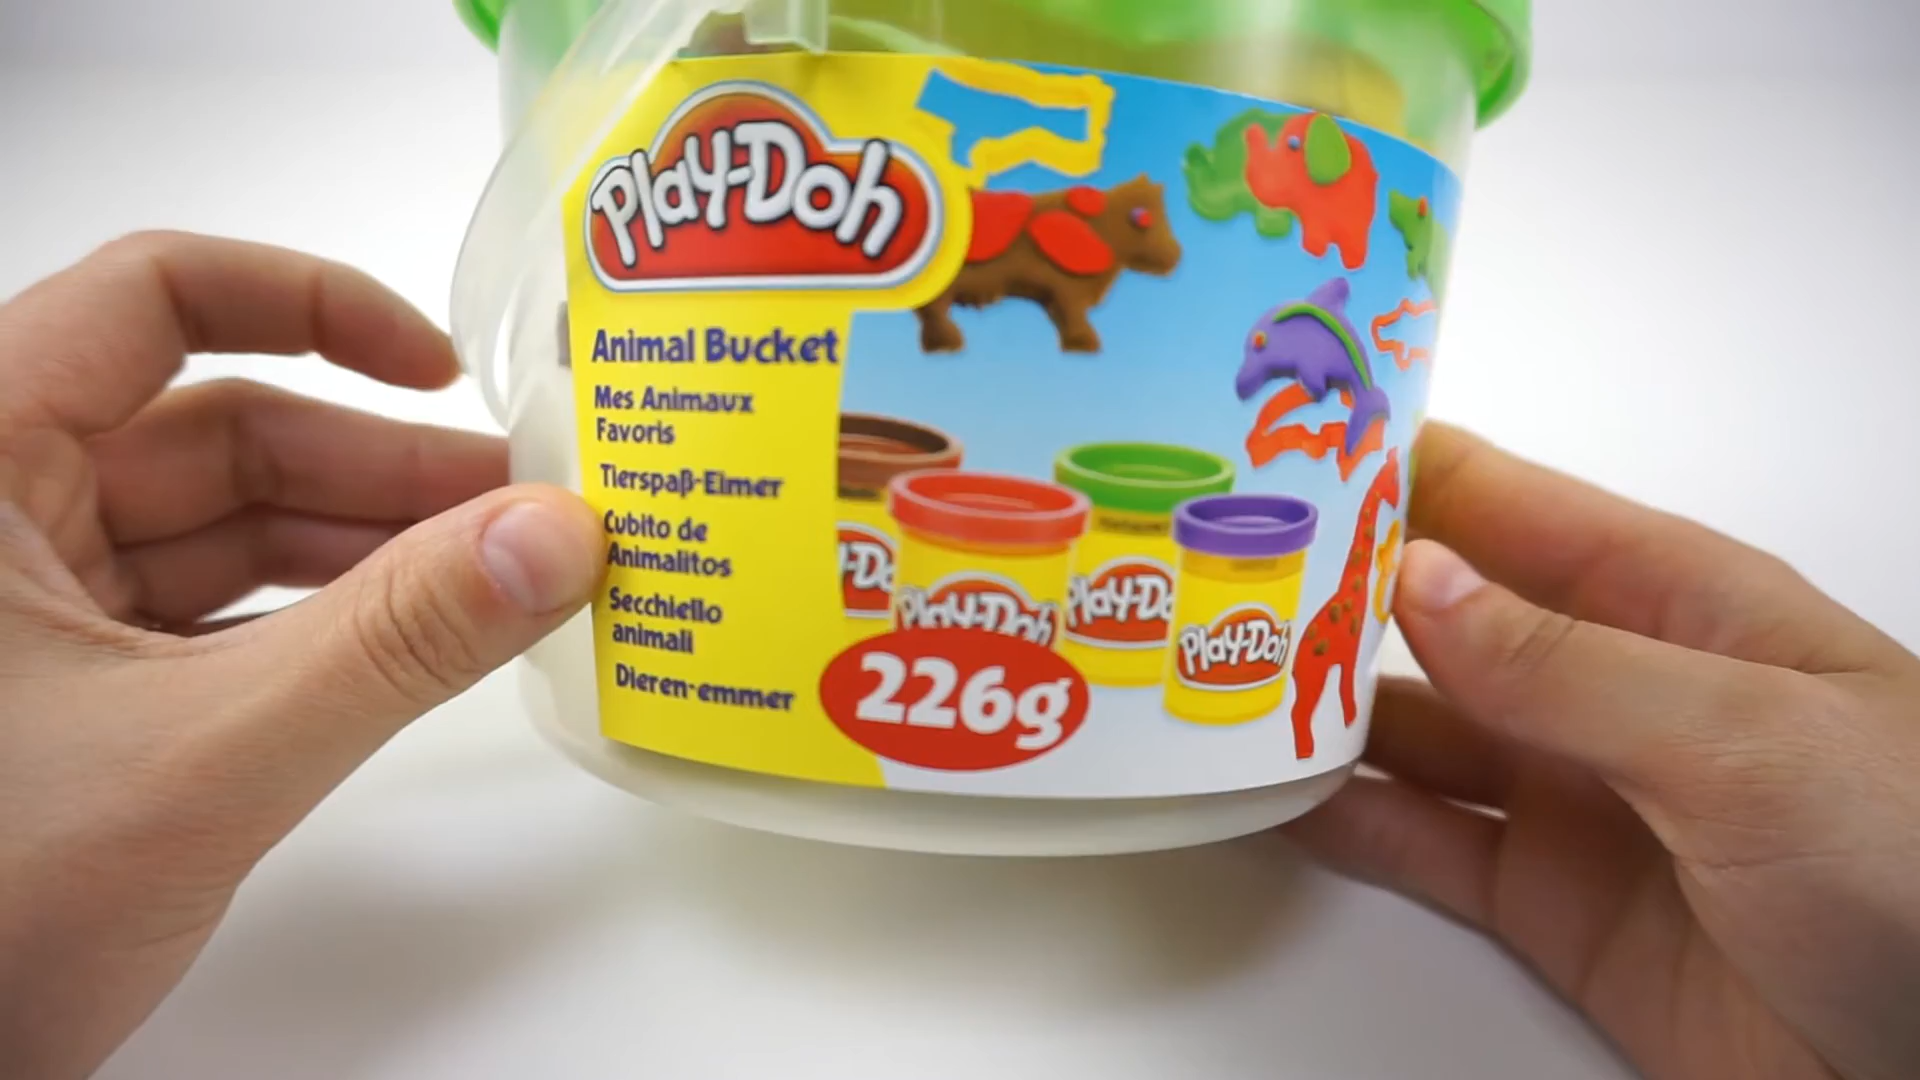 Play-Doh
Animal Bucket
Mes Animaux
Favoris
Tierspaß-Eimer
Cubito de
Animalitos
Secchiello
animali
Dieren-emmer
Play-Doh
Play-Do
Play-Doh
226g